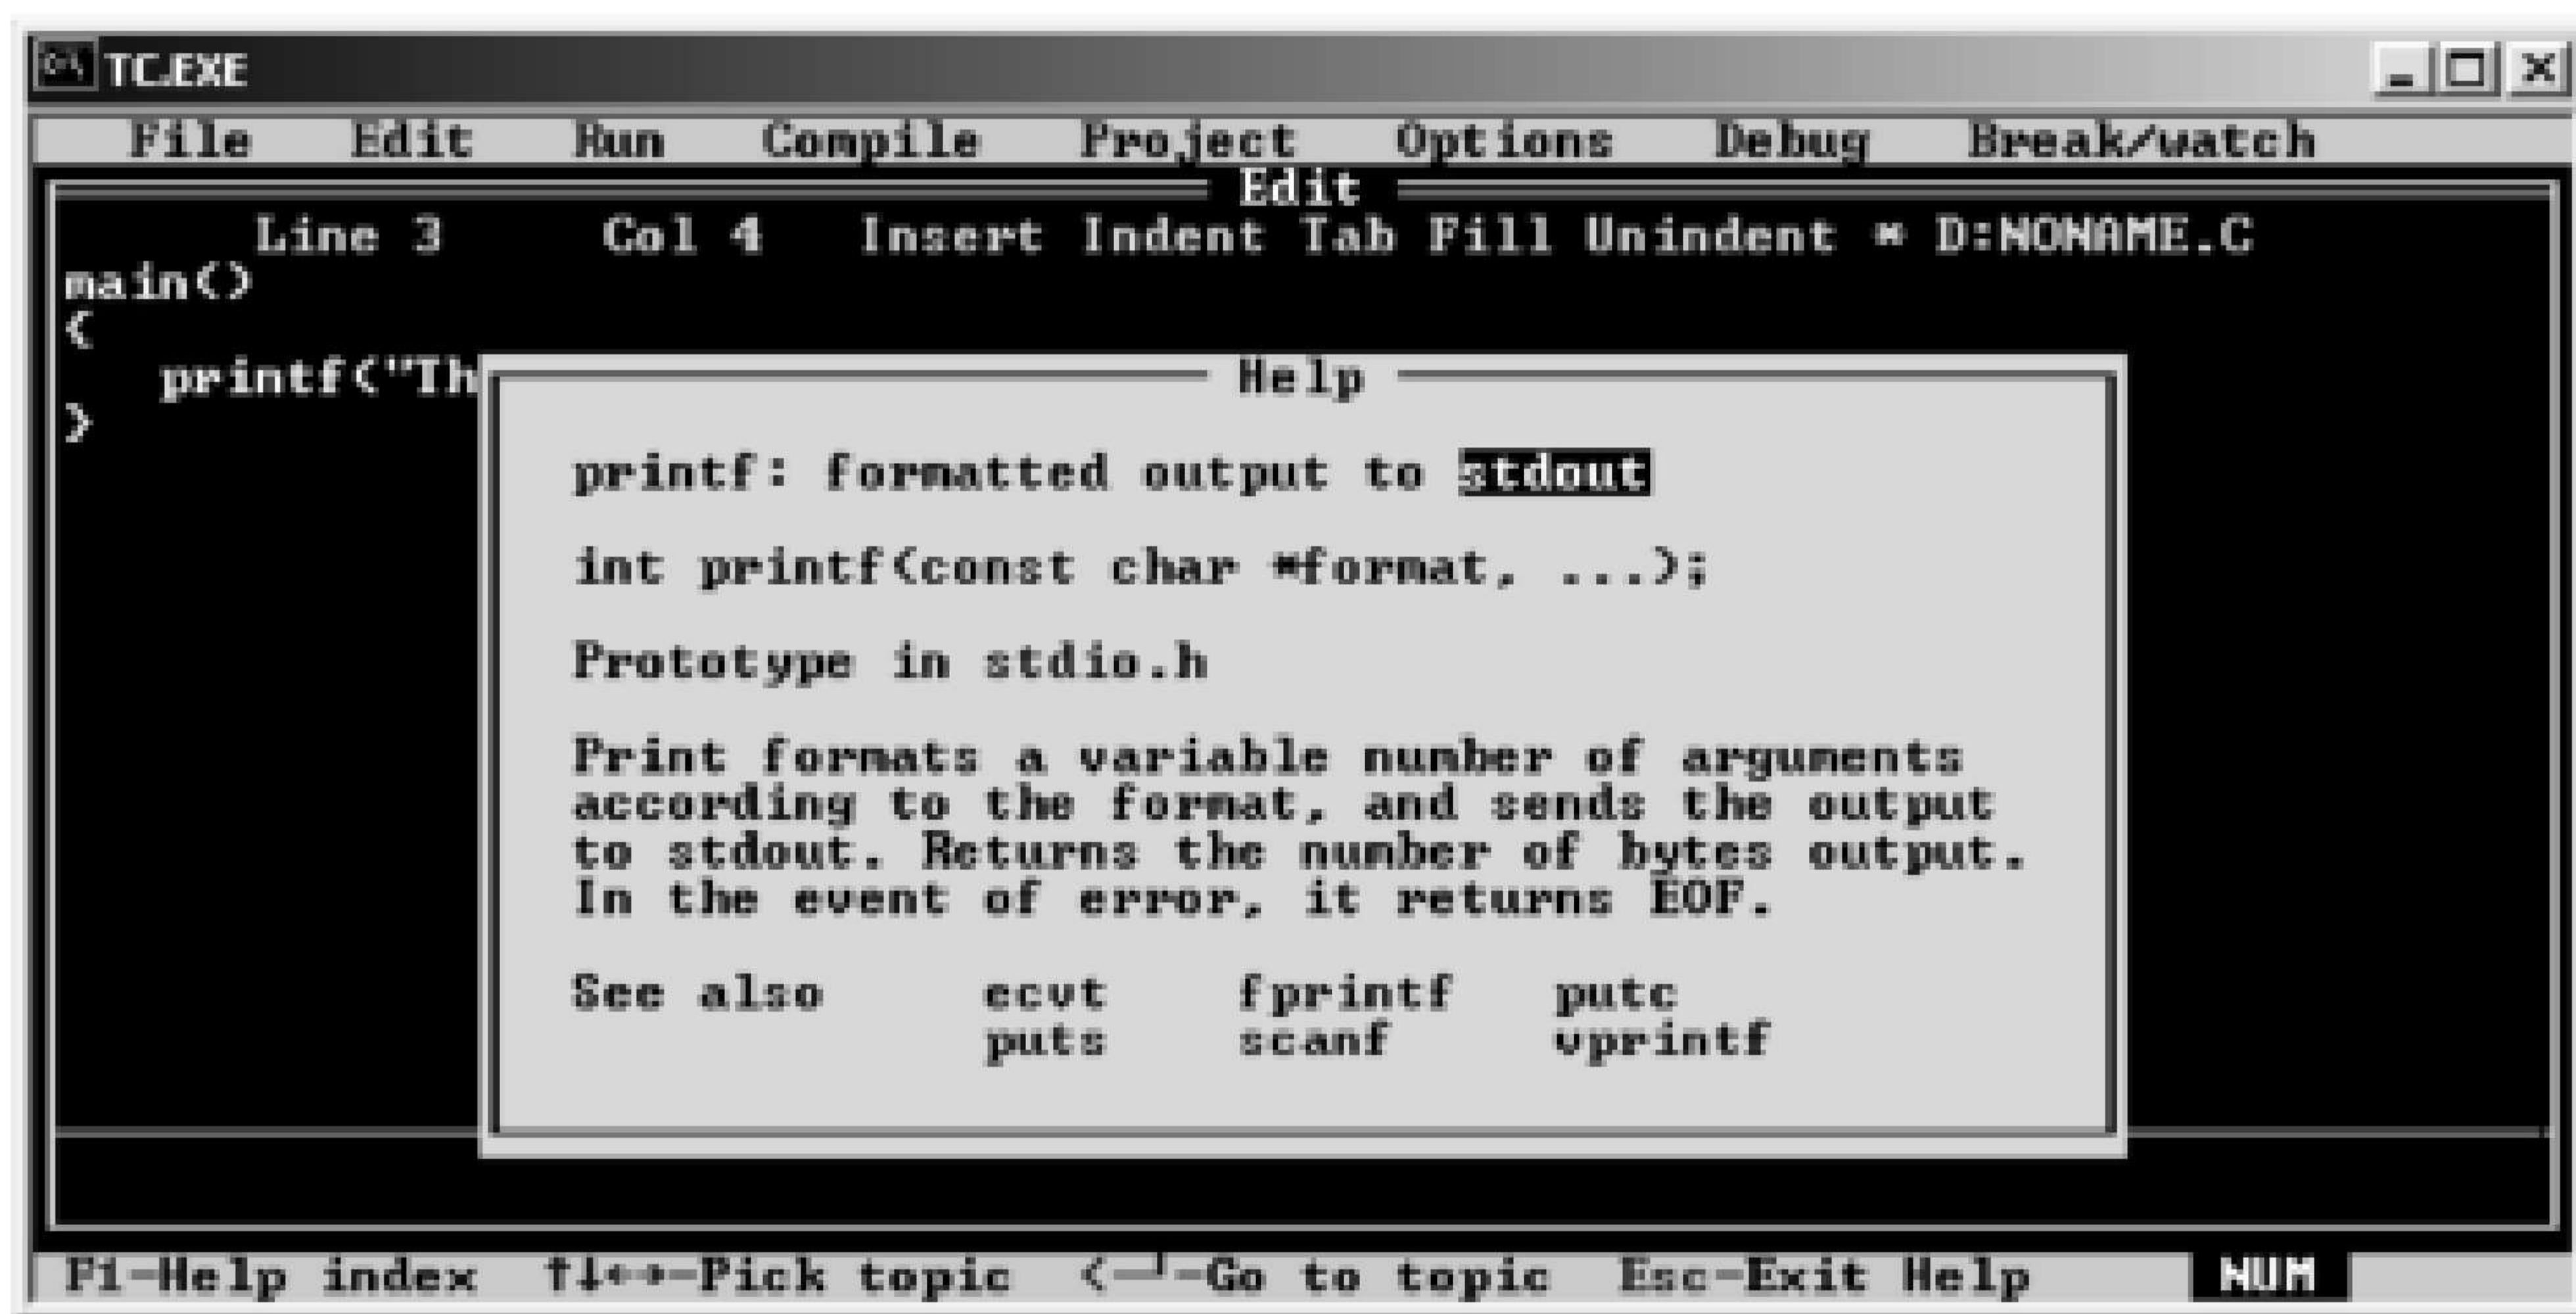 TC.EXE
File Edit Run Compile Project Options Debug Break/watch
Edit
Line 3 Col 4 Insert Indent Tab Fill Unindent * D:NONAME.C
main()
{
printf("Th
}
Help
printf: formatted output to stdout
int printf(const char *format, ...);
Prototype in stdio.h
Print formats a variable number of arguments
according to the format, and sends the output
to stdout. Returns the number of bytes output.
In the event of error, it returns EOF.
See also ecvt fprintf putc
puts scanf vprintf
F1-Help index ↑↓←→-Pick topic <─┘-Go to topic Esc-Exit Help NUM